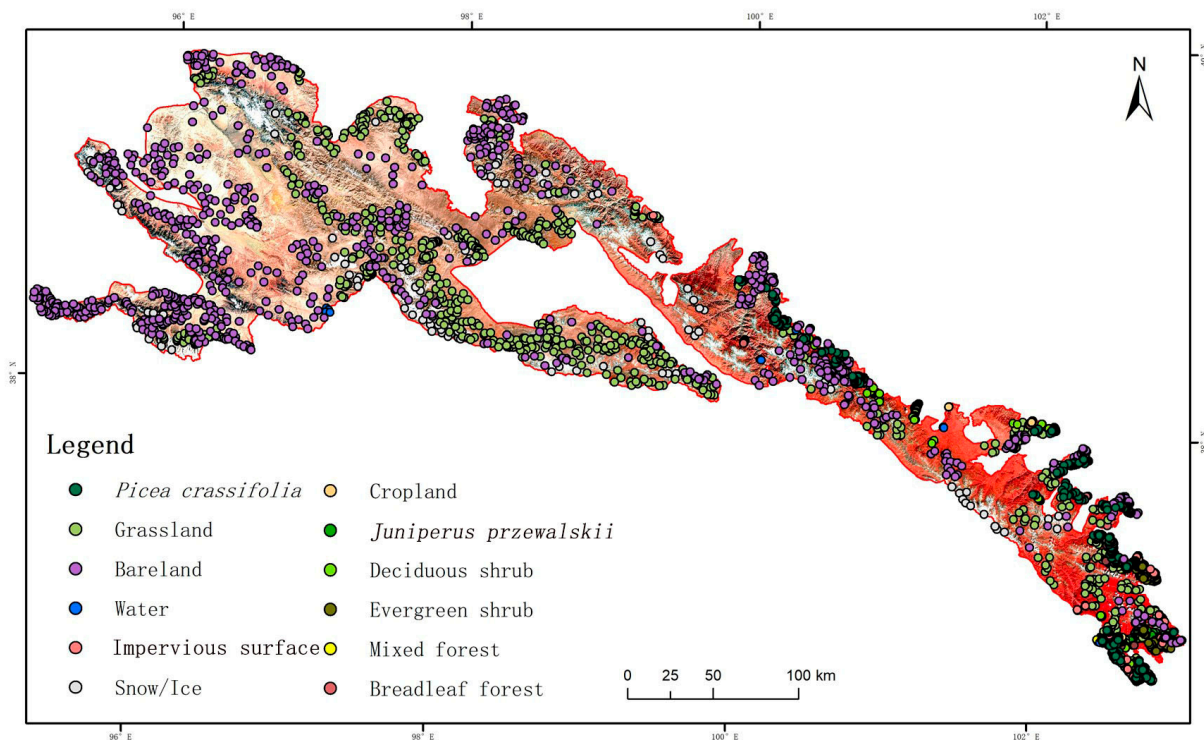 96° E 98° E 100° E 102° E
N
38° N
Legend
Picea crassifolia Cropland
Grassland Juniperus przewalskii
Bareland Deciduous shrub
Water Evergreen shrub
Impervious surface Mixed forest
Snow/Ice Breadleaf forest
0 25 50 100 km
96° E 98° E 100° E 102° E